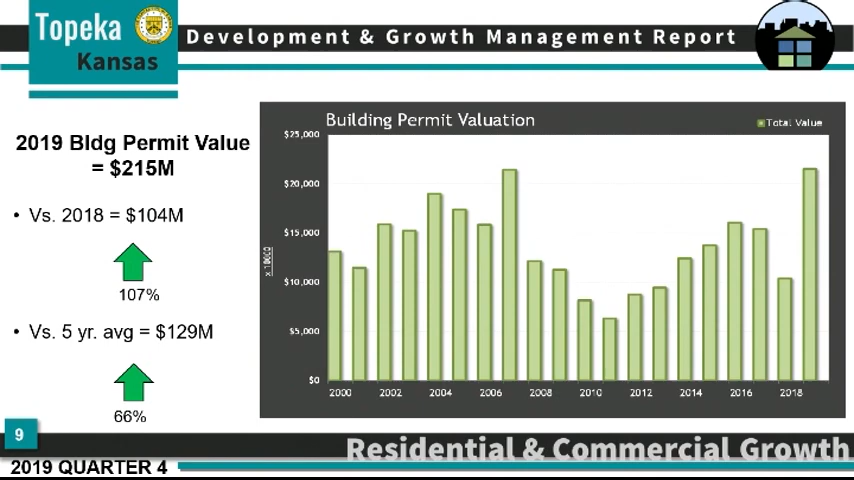 Topeka
Kansas
Development & Growth Management Report
2019 Bldg Permit Value
= $215M
• Vs. 2018 = $104M
107%
• Vs. 5 yr. avg = $129M
66%
Building Permit Valuation
Total Value
$25,000
$20,000
$15,000
$10,000
$5,000
$0
x 10000
2000 2002 2004 2006 2008 2010 2012 2014 2016 2018
9
Residential & Commercial Growth
2019 QUARTER 4